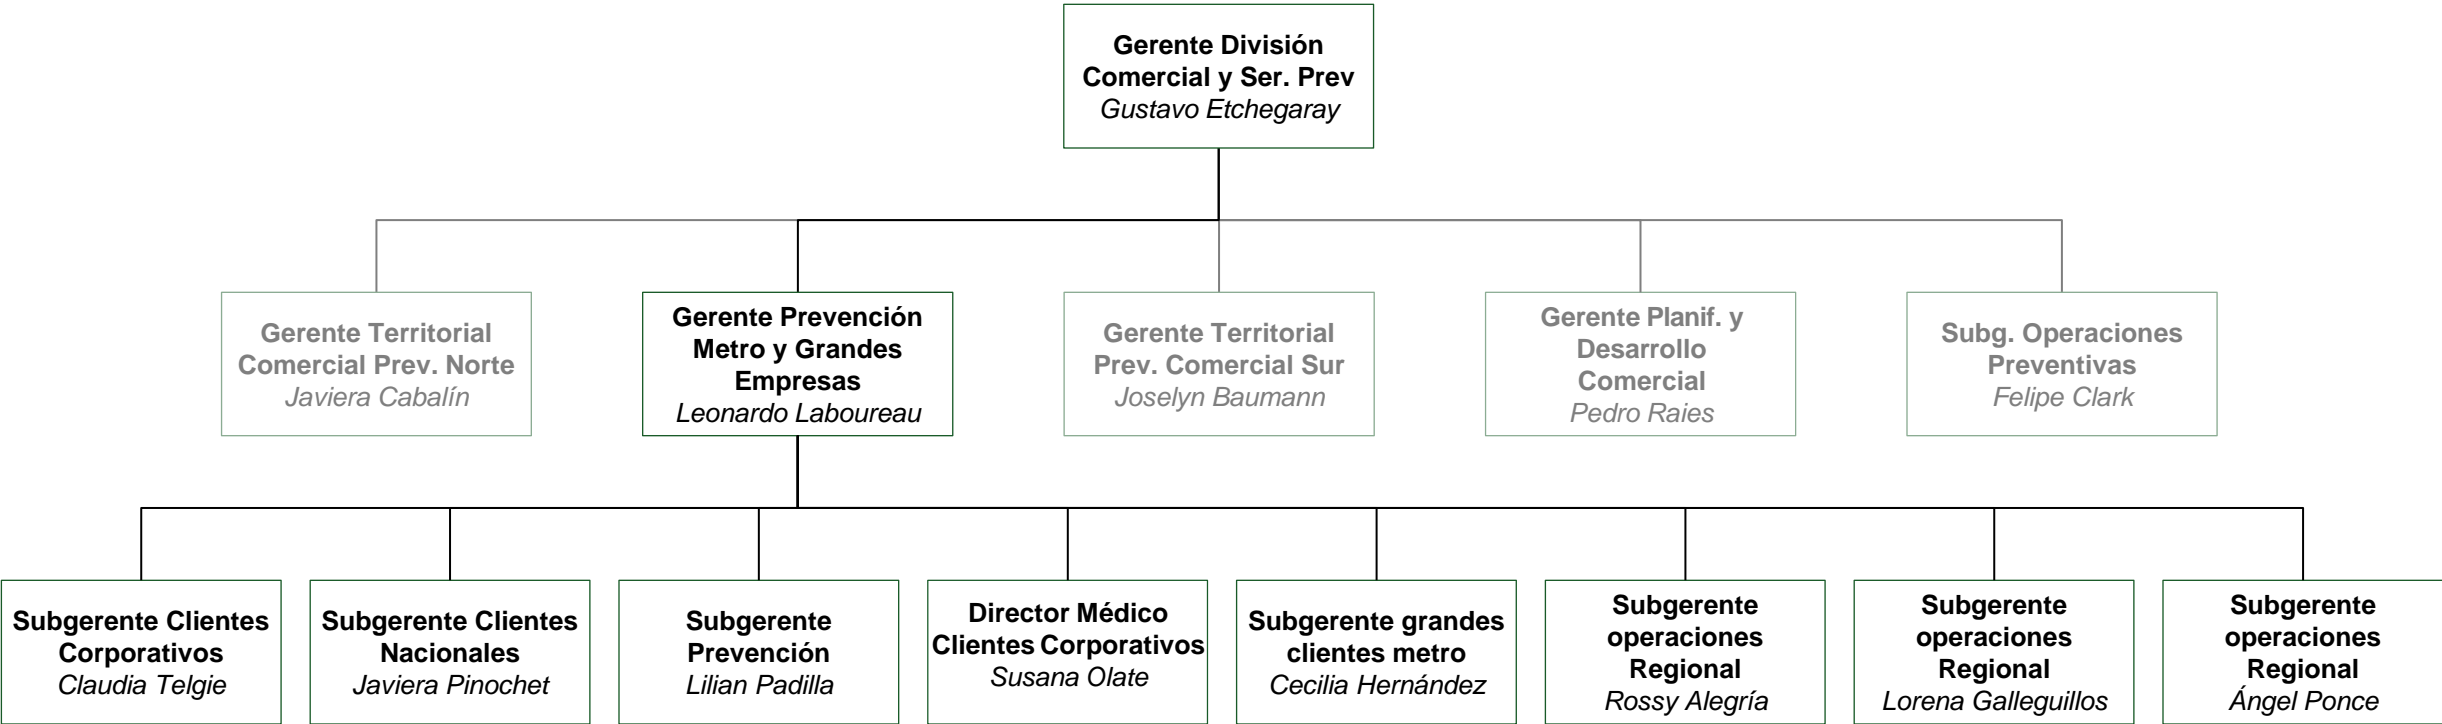 Gerente División
Comercial y Ser. Prev
Gustavo Etchegaray
Gerente Territorial
Comercial Prev. Norte
Javiera Cabalín
Gerente Prevención
Metro y Grandes
Empresas
Leonardo Laboureau
Gerente Territorial
Prev. Comercial Sur
Joselyn Baumann
Gerente Planif. y
Desarrollo
Comercial
Pedro Raies
Subg. Operaciones
Preventivas
Felipe Clark
Subgerente Clientes
Corporativos
Claudia Telgie
Subgerente Clientes
Nacionales
Javiera Pinochet
Subgerente
Prevención
Lilian Padilla
Director Médico
Clientes Corporativos
Susana Olate
Subgerente grandes
clientes metro
Cecilia Hernández
Subgerente
operaciones
Regional
Rossy Alegría
Subgerente
operaciones
Regional
Lorena Galleguillos
Subgerente
operaciones
Regional
Ángel Ponce